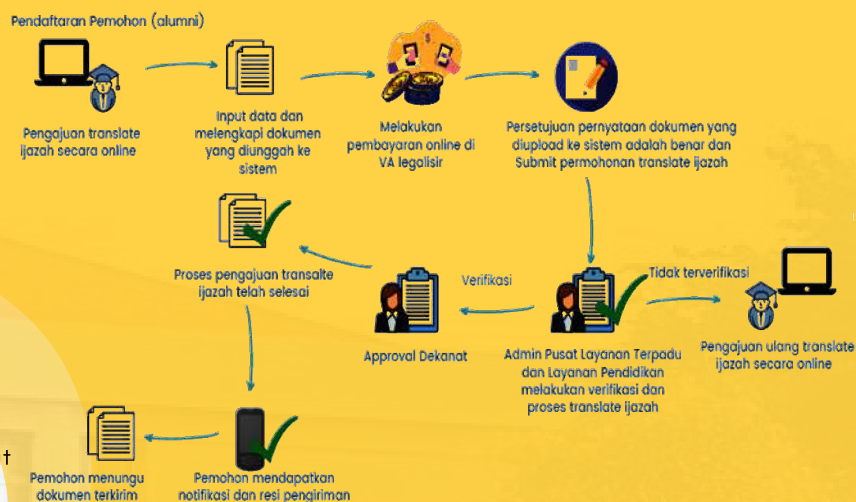 Pendaftaran Pemohon (alumni)
Pengajuan translate
ijazah secara online
Input data dan
melengkapi dokumen
yang diunggah ke
sistem
Melakukan
pembayaran online di
VA legalisir
Persetujuan pernyataan dokumen yang
diupload ke sistem adalah benar dan
Submit permohonan translate ijazah
Tidak terverifikasi
Pengajuan ulang translate
ijazah secara online
Admin Pusat Layanan Terpadu
dan Layanan Pendidikan
melakukan verifikasi dan
proses translate ijazah
Verifikasi
Approval Dekanat
Proses pengajuan transalte
ijazah telah selesai
Pemohon mendapatkan
notifikasi dan resi pengiriman
Pemohon menungu
dokumen terkirim